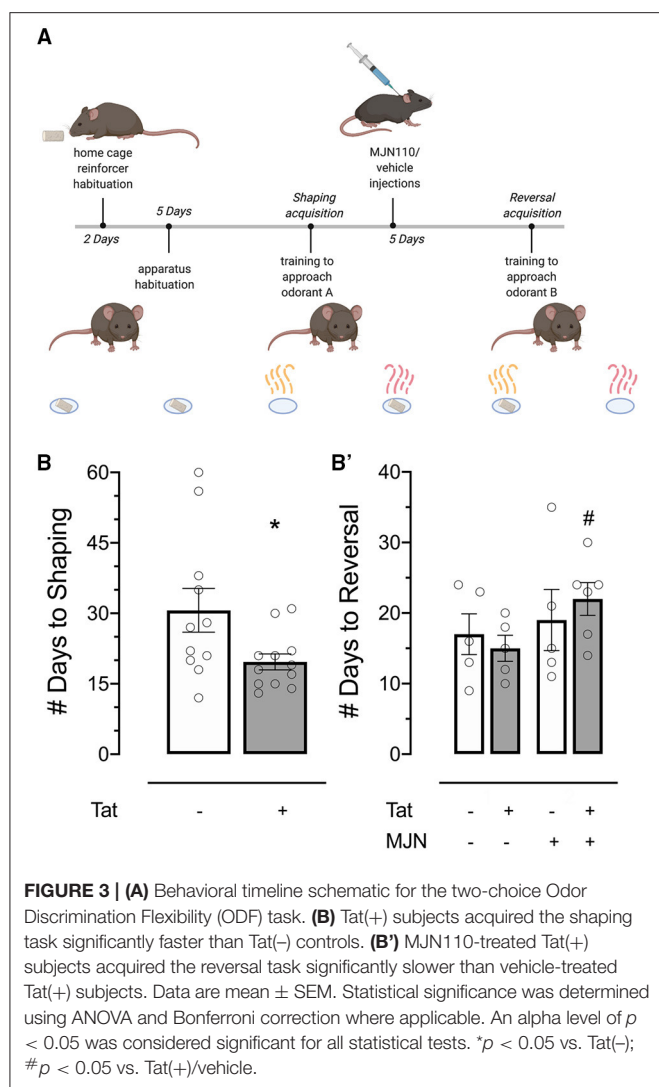 A
home cage
reinforcer
habituation
MJN110/
vehicle
injections
5 Days
Shaping
acquisition
Reversal
acquisition
2 Days
5 Days
apparatus
habituation
training to
approach
odorant A
training to
approach
odorant B
B
# Days to Shaping
60
45
30
15
0
*
Tat - +
B'
# Days to Reversal
40
30
20
10
0
#
Tat - + - +
MJN - - + +
FIGURE 3 | (A) Behavioral timeline schematic for the two-choice Odor
Discrimination Flexibility (ODF) task. (B) Tat(+) subjects acquired the shaping
task significantly faster than Tat(–) controls. (B') MJN110-treated Tat(+)
subjects acquired the reversal task significantly slower than vehicle-treated
Tat(+) subjects. Data are mean ± SEM. Statistical significance was determined
using ANOVA and Bonferroni correction where applicable. An alpha level of p
< 0.05 was considered significant for all statistical tests. *p < 0.05 vs. Tat(–);
#p < 0.05 vs. Tat(+)/vehicle.